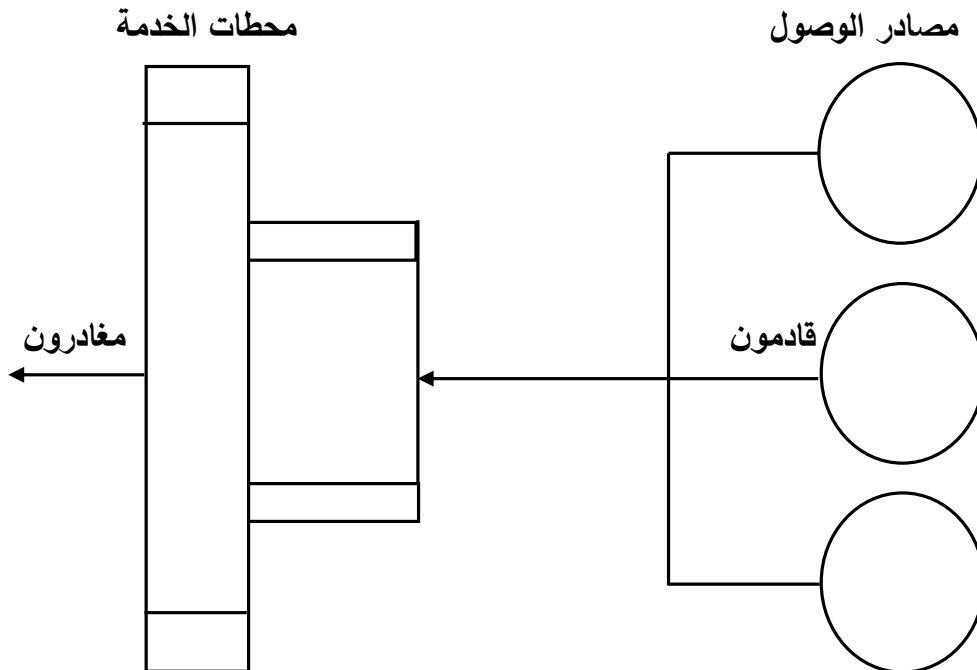 مصادر الوصول
محطات الخدمة
قادمون
مغادرون